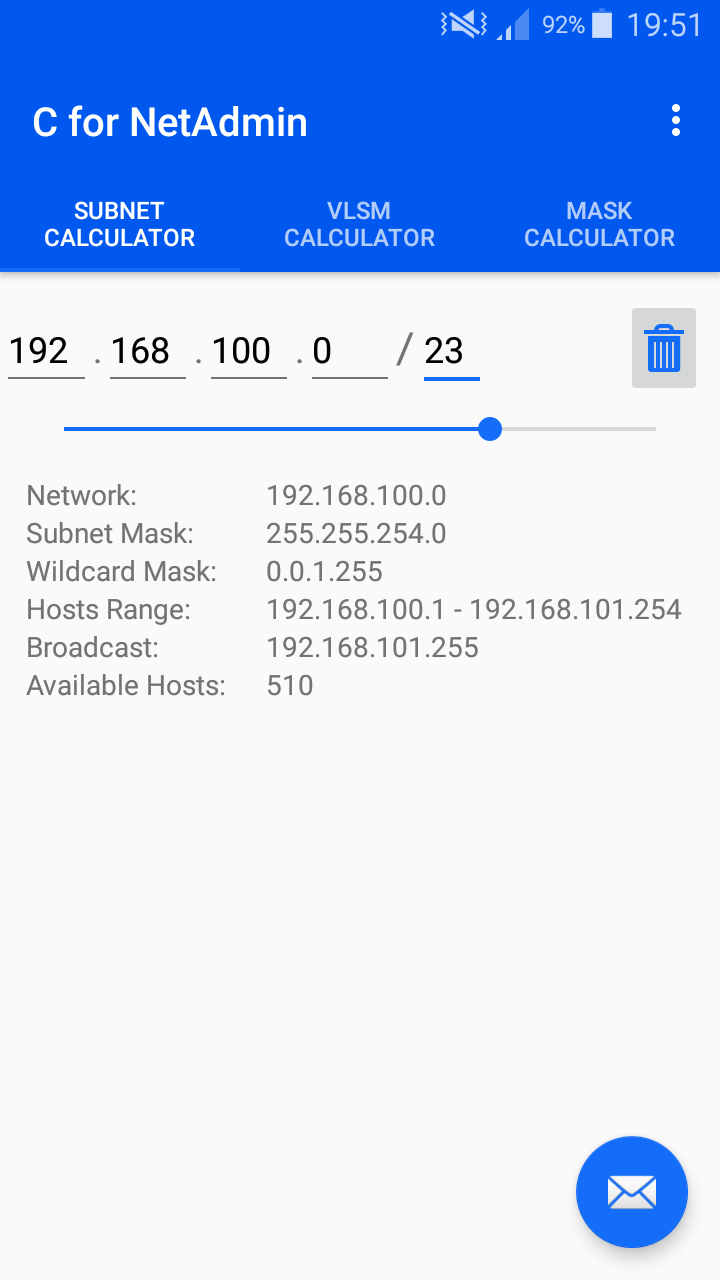 92% 19:51
C for NetAdmin
SUBNET CALCULATOR
VLSM CALCULATOR
MASK CALCULATOR
192 . 168 . 100 . 0 / 23
Network: 192.168.100.0
Subnet Mask: 255.255.254.0
Wildcard Mask: 0.0.1.255
Hosts Range: 192.168.100.1 - 192.168.101.254
Broadcast: 192.168.101.255
Available Hosts: 510